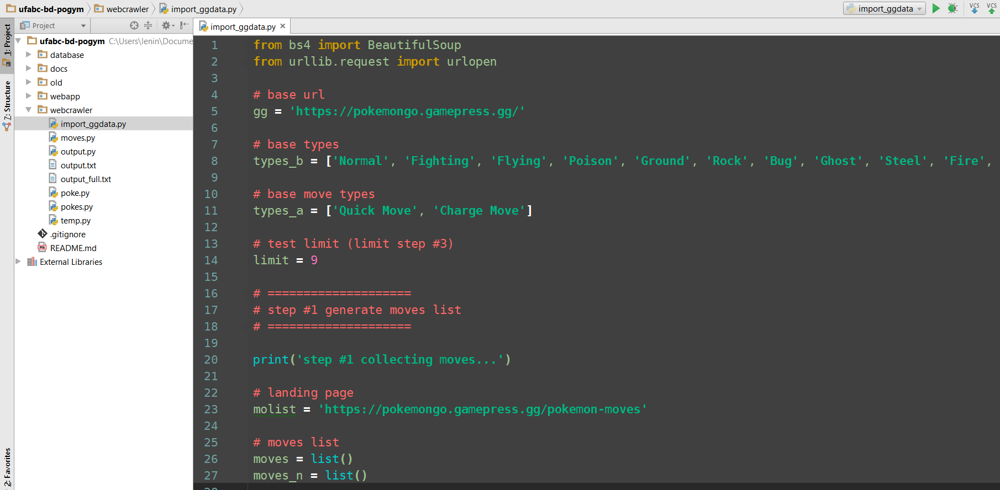 ufabc-bd-pogym webcrawler import_ggdata.py import_ggdata VCS VCS
Project import_ggdata.py
1: Project
7: Structure
2: Favorites
ufabc-bd-pogym C:\Users\lenin\Docume
database
docs
old
webapp
webcrawler
import_ggdata.py
moves.py
output.py
output.txt
output_full.txt
poke.py
pokes.py
temp.py
.gitignore
README.md
External Libraries
1 from bs4 import BeautifulSoup
2 from urllib.request import urlopen
3
4 # base url
5 gg = 'https://pokemongo.gamepress.gg/'
6
7 # base types
8 types_b = ['Normal', 'Fighting', 'Flying', 'Poison', 'Ground', 'Rock', 'Bug', 'Ghost', 'Steel', 'Fire',
9
10 # base move types
11 types_a = ['Quick Move', 'Charge Move']
12
13 # test limit (limit step #3)
14 limit = 9
15
16 # ====================
17 # step #1 generate moves list
18 # ====================
19
20 print('step #1 collecting moves...')
21
22 # landing page
23 molist = 'https://pokemongo.gamepress.gg/pokemon-moves'
24
25 # moves list
26 moves = list()
27 moves_n = list()